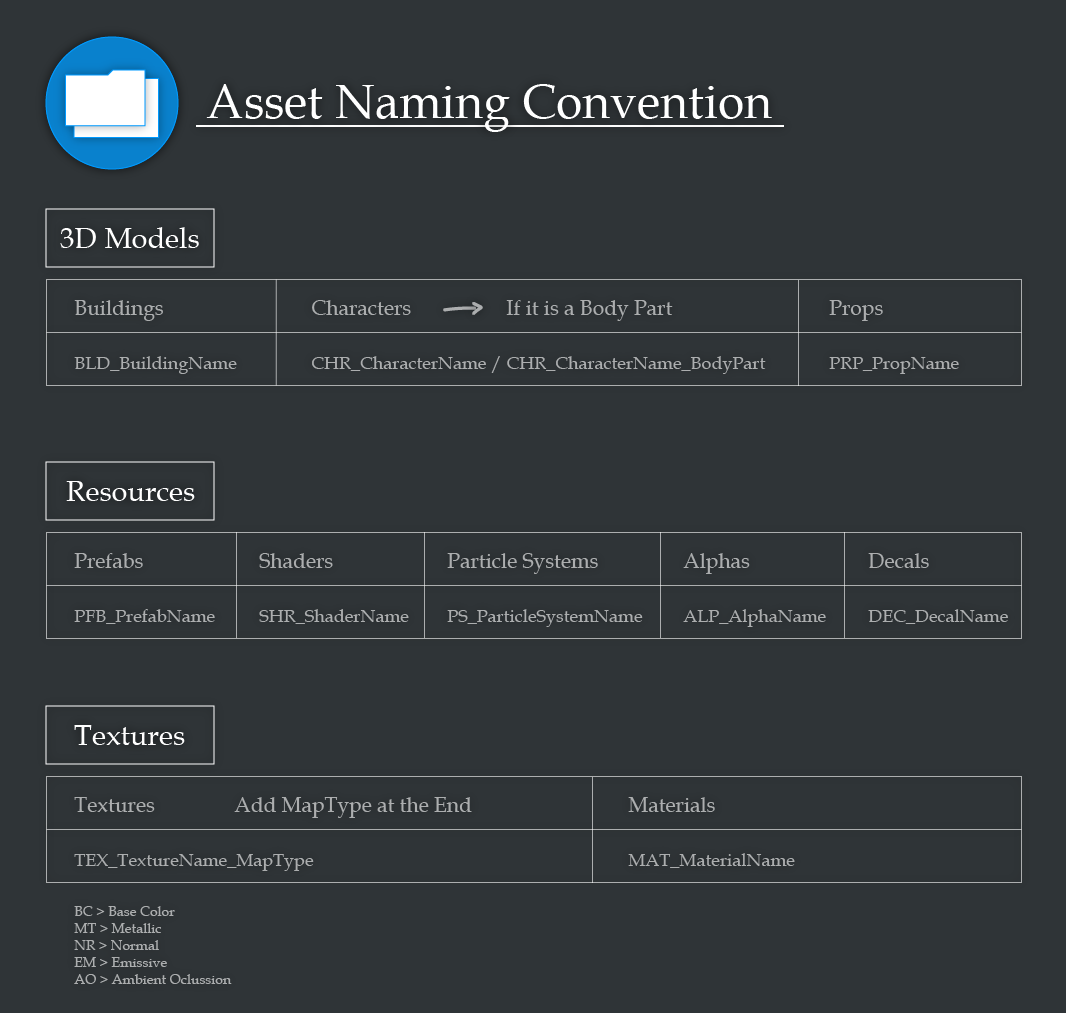 Asset Naming Convention
3D Models
Buildings Characters If it is a Body Part Props
BLD_BuildingName CHR_CharacterName / CHR_CharacterName_BodyPart PRP_PropName
Resources
Prefabs Shaders Particle Systems Alphas Decals
PFB_PrefabName SHR_ShaderName PS_ParticleSystemName ALP_AlphaName DEC_DecalName
Textures
Textures Add MapType at the End Materials
TEX_TextureName_MapType MAT_MaterialName
BC > Base Color
MT > Metallic
NR > Normal
EM > Emissive
AO > Ambient Oclussion